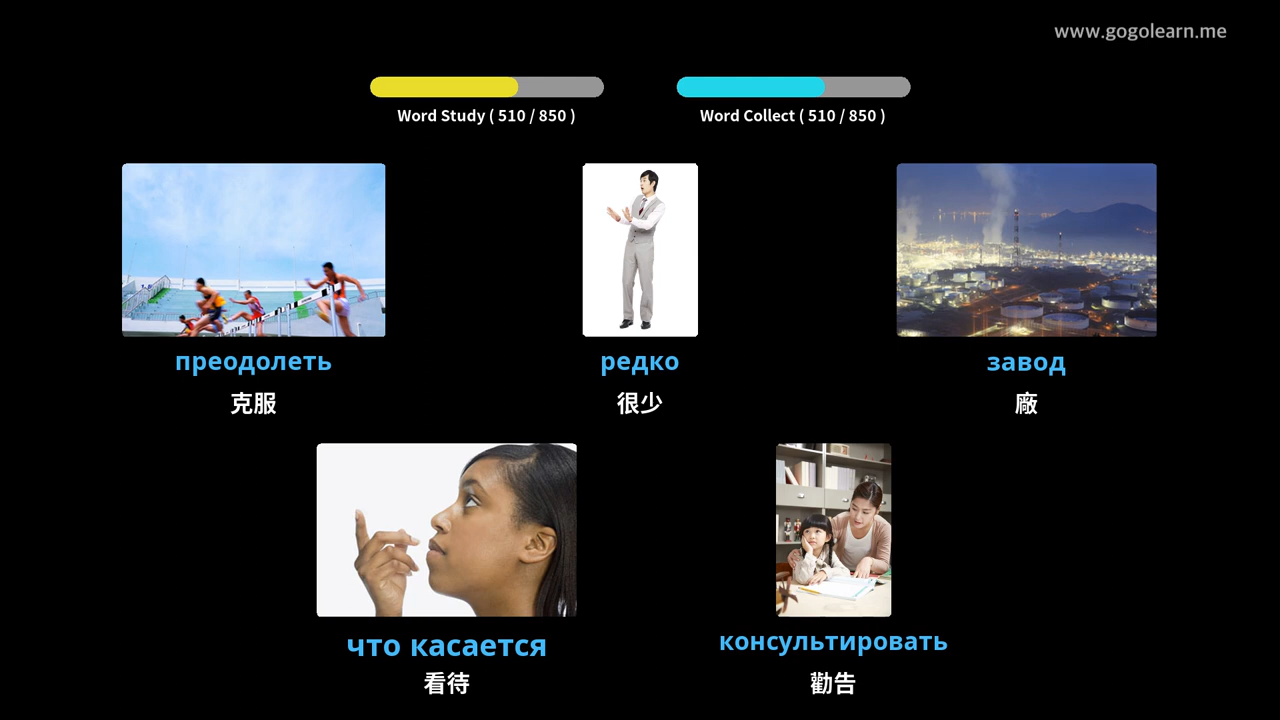 www.gogolearn.me
Word Study ( 510 / 850 )
Word Collect ( 510 / 850 )
преодолеть
克服
редко
很少
завод
廠
что касается
看待
консультировать
勸告